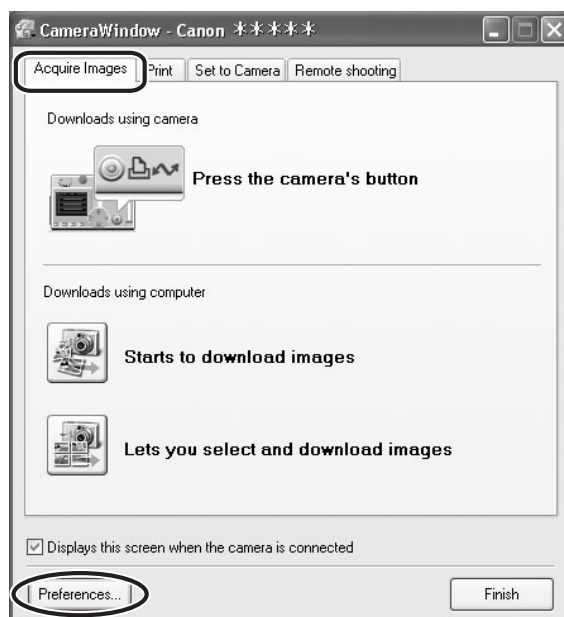 CameraWindow - Canon *****
Acquire Images Print Set to Camera Remote shooting
Downloads using camera
Press the camera's button
Downloads using computer
Starts to download images
Lets you select and download images
Displays this screen when the camera is connected
Preferences... Finish